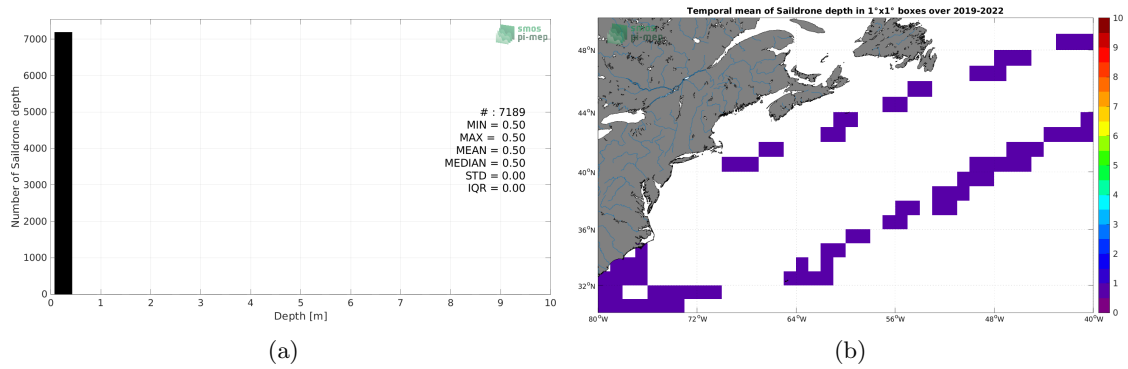 7000
6000
5000
4000
3000
2000
1000
0
Number of Saildrone depth
smos
pi-mep
# : 7189
MIN = 0.50
MAX = 0.50
MEAN = 0.50
MEDIAN = 0.50
STD = 0.00
IQR = 0.00
0 1 2 3 4 5 6 7 8 9 10
Depth [m]
(a)
Temporal mean of Saildrone depth in 1°x1° boxes over 2019-2022
smos
pi-mep
48°N
44°N
40°N
36°N
32°N
80°W 72°W 64°W 56°W 48°W 40°W
10
9
8
7
6
5
4
3
2
1
0
(b)